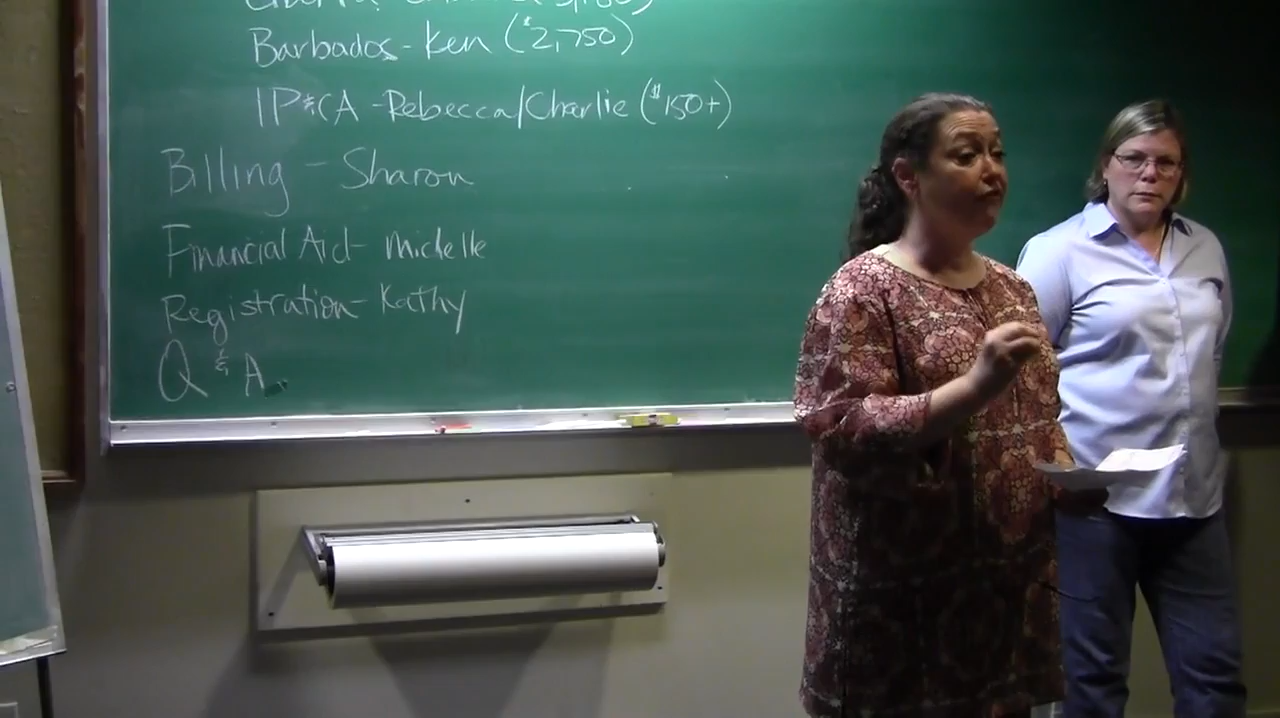 Barbados - Ken ($2,750)
IP&CA - Rebecca/Charlie ($150+)
Billing - Sharon
Financial Aid - Michelle
Registration - Kathy
Q & A